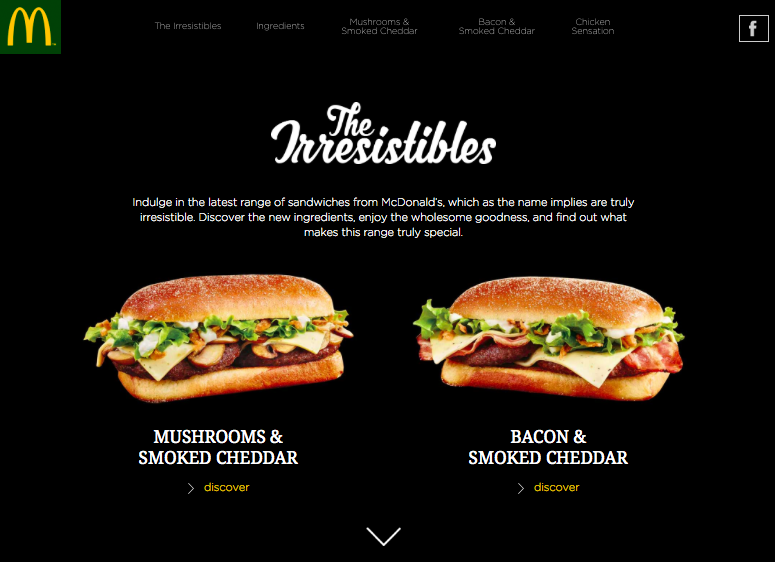 The Irresistibles
Ingredients
Mushrooms &
Smoked Cheddar
Bacon &
Smoked Cheddar
Chicken
Sensation
f
The
Irresistibles
Indulge in the latest range of sandwiches from McDonald's, which as the name implies are truly
irresistible. Discover the new ingredients, enjoy the wholesome goodness, and find out what
makes this range truly special.
MUSHROOMS &
SMOKED CHEDDAR
discover
BACON &
SMOKED CHEDDAR
discover